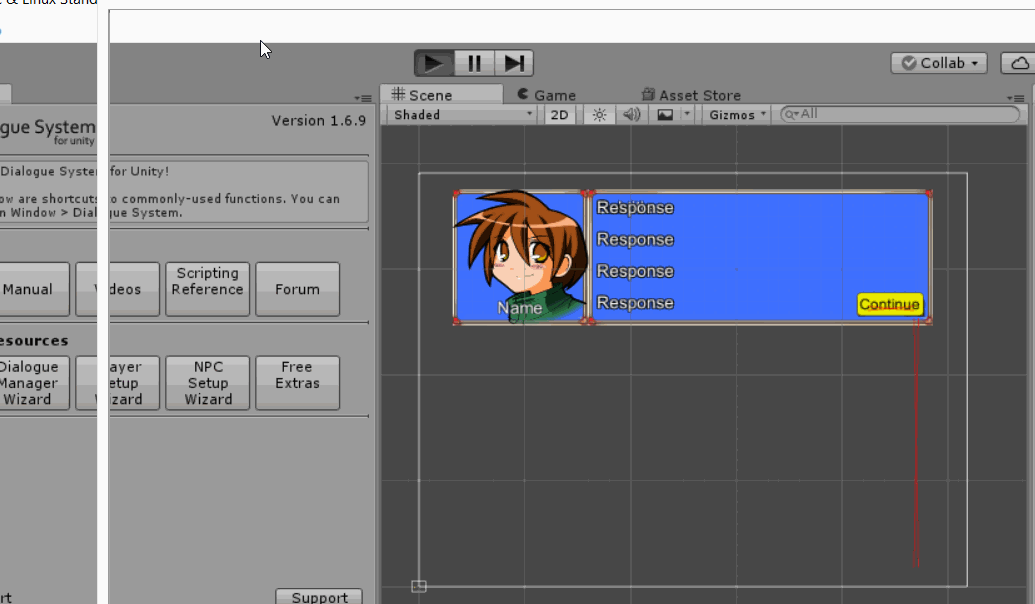 & Linux Stand
Collab
Scene
Game
Asset Store
Shaded
2D
Gizmos
All
gue System
for unity
Version 1.6.9
Dialogue System for Unity!
ow are shortcuts to commonly-used functions. You can
n Window > Dialogue System.
Manual
Videos
Scripting
Reference
Forum
esources
Dialogue
Manager
Wizard
ayer
etup
izard
NPC
Setup
Wizard
Free
Extras
Support
rt
Response
Response
Response
Response
Name
Continue